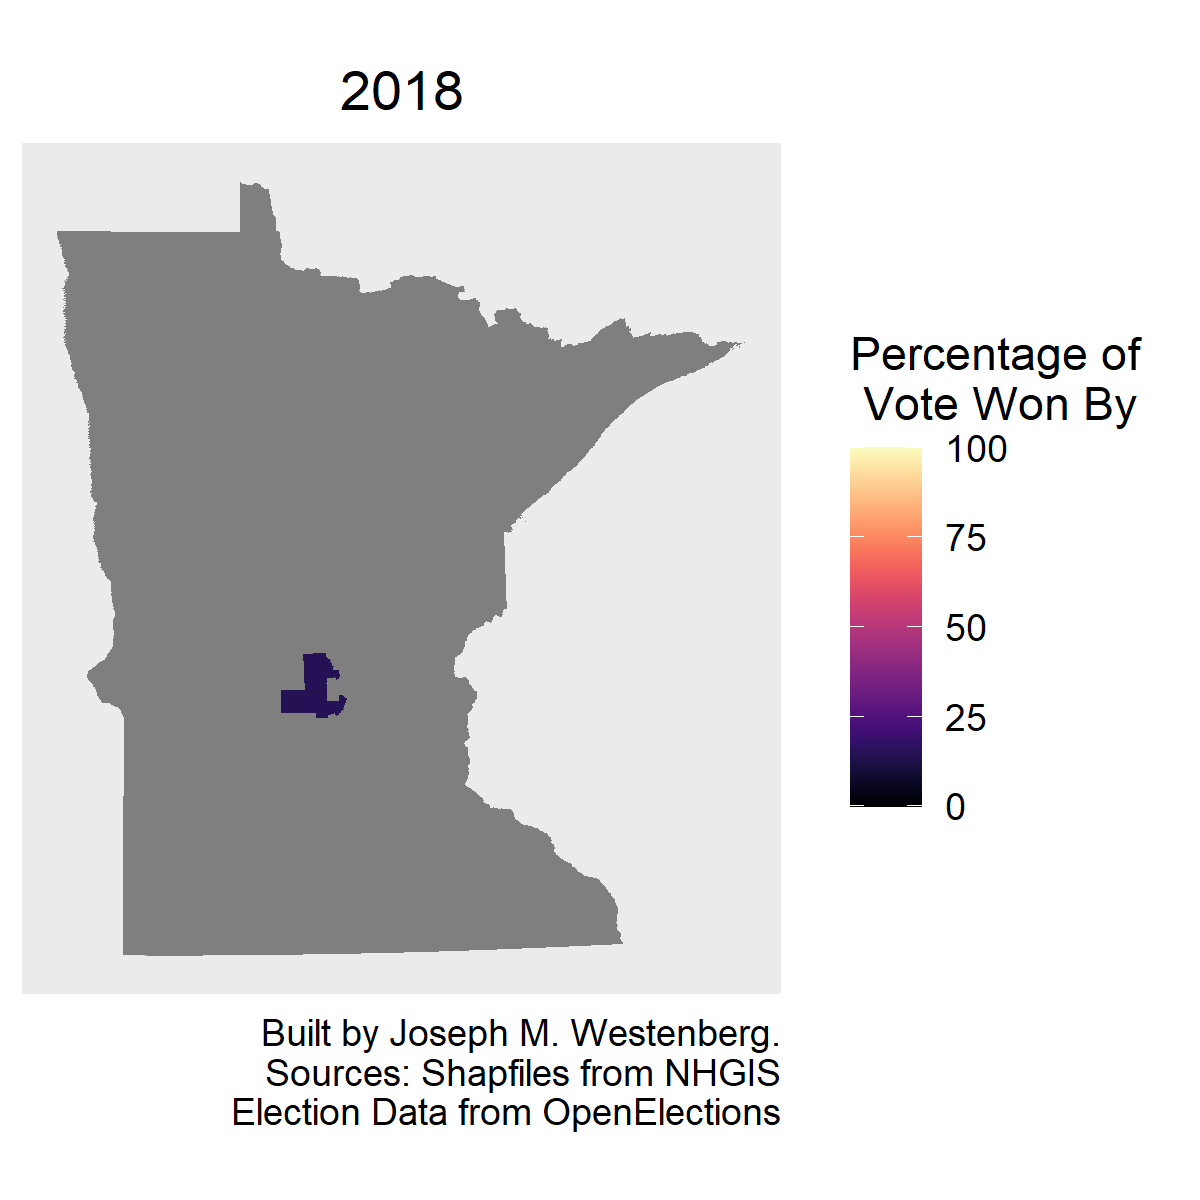 2018
Percentage of
Vote Won By
100
75
50
25
0
Built by Joseph M. Westenberg.
Sources: Shapfiles from NHGIS
Election Data from OpenElections